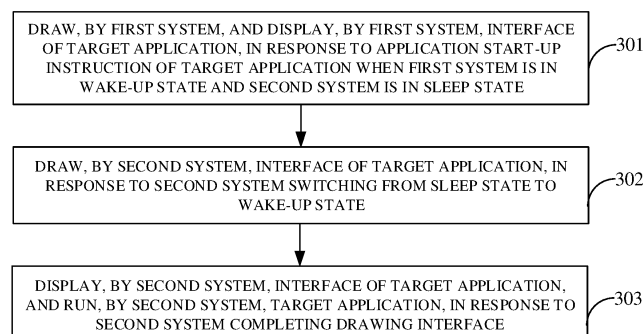 DRAW, BY FIRST SYSTEM, AND DISPLAY, BY FIRST SYSTEM, INTERFACE
OF TARGET APPLICATION, IN RESPONSE TO APPLICATION START-UP
INSTRUCTION OF TARGET APPLICATION WHEN FIRST SYSTEM IS IN
WAKE-UP STATE AND SECOND SYSTEM IS IN SLEEP STATE
301
DRAW, BY SECOND SYSTEM, INTERFACE OF TARGET APPLICATION, IN
RESPONSE TO SECOND SYSTEM SWITCHING FROM SLEEP STATE TO
WAKE-UP STATE
302
DISPLAY, BY SECOND SYSTEM, INTERFACE OF TARGET APPLICATION,
AND RUN, BY SECOND SYSTEM, TARGET APPLICATION, IN RESPONSE TO
SECOND SYSTEM COMPLETING DRAWING INTERFACE
303